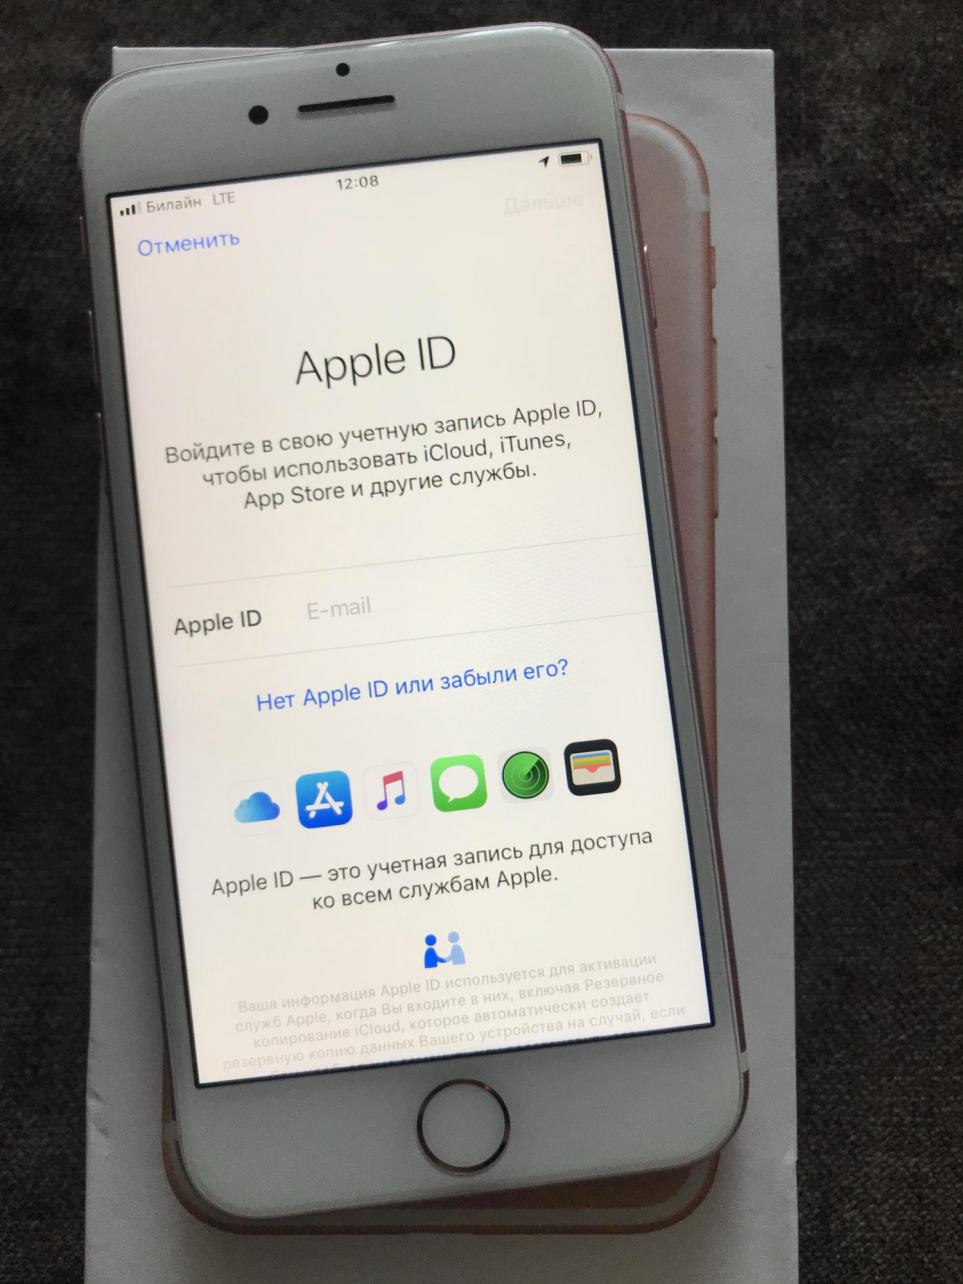 Билайн LTE 12:08
Отменить Дальше
Apple ID
Войдите в свою учетную запись Apple ID,
чтобы использовать iCloud, iTunes,
App Store и другие службы.
Apple ID E-mail
Нет Apple ID или забыли его?
Apple ID — это учетная запись для доступа
ко всем службам Apple.
Ваша информация Apple ID используется для активации
служб Apple, когда Вы входите в них, включая Резервное
копирование iCloud, которое автоматически создает
резервную копию данных Вашего устройства на случай, если